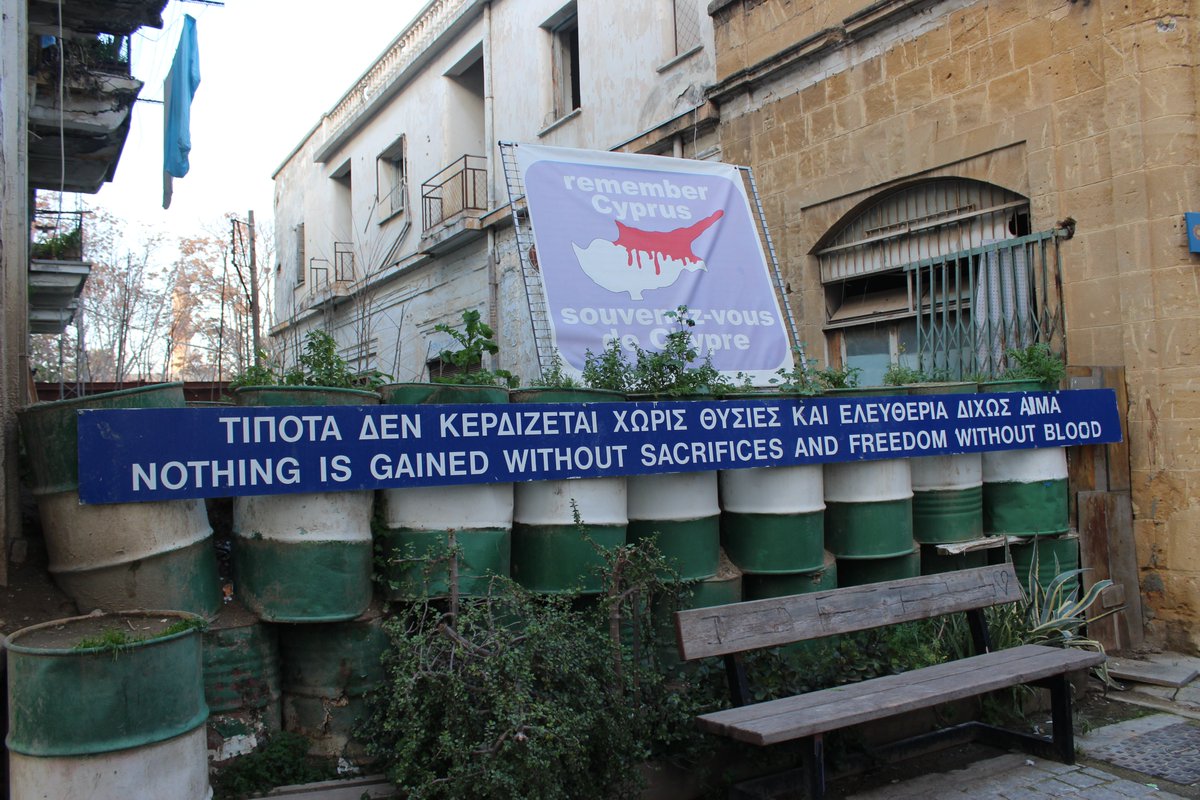 remember
Cyprus
souvenez-vous
de Chypre
ΤΙΠΟΤΑ ΔΕΝ ΚΕΡΔΙΖΕΤΑΙ ΧΩΡΙΣ ΘΥΣΙΕΣ ΚΑΙ ΕΛΕΥΘΕΡΙΑ ΔΙΧΩΣ ΑΙΜΑ
NOTHING IS GAINED WITHOUT SACRIFICES AND FREEDOM WITHOUT BLOOD